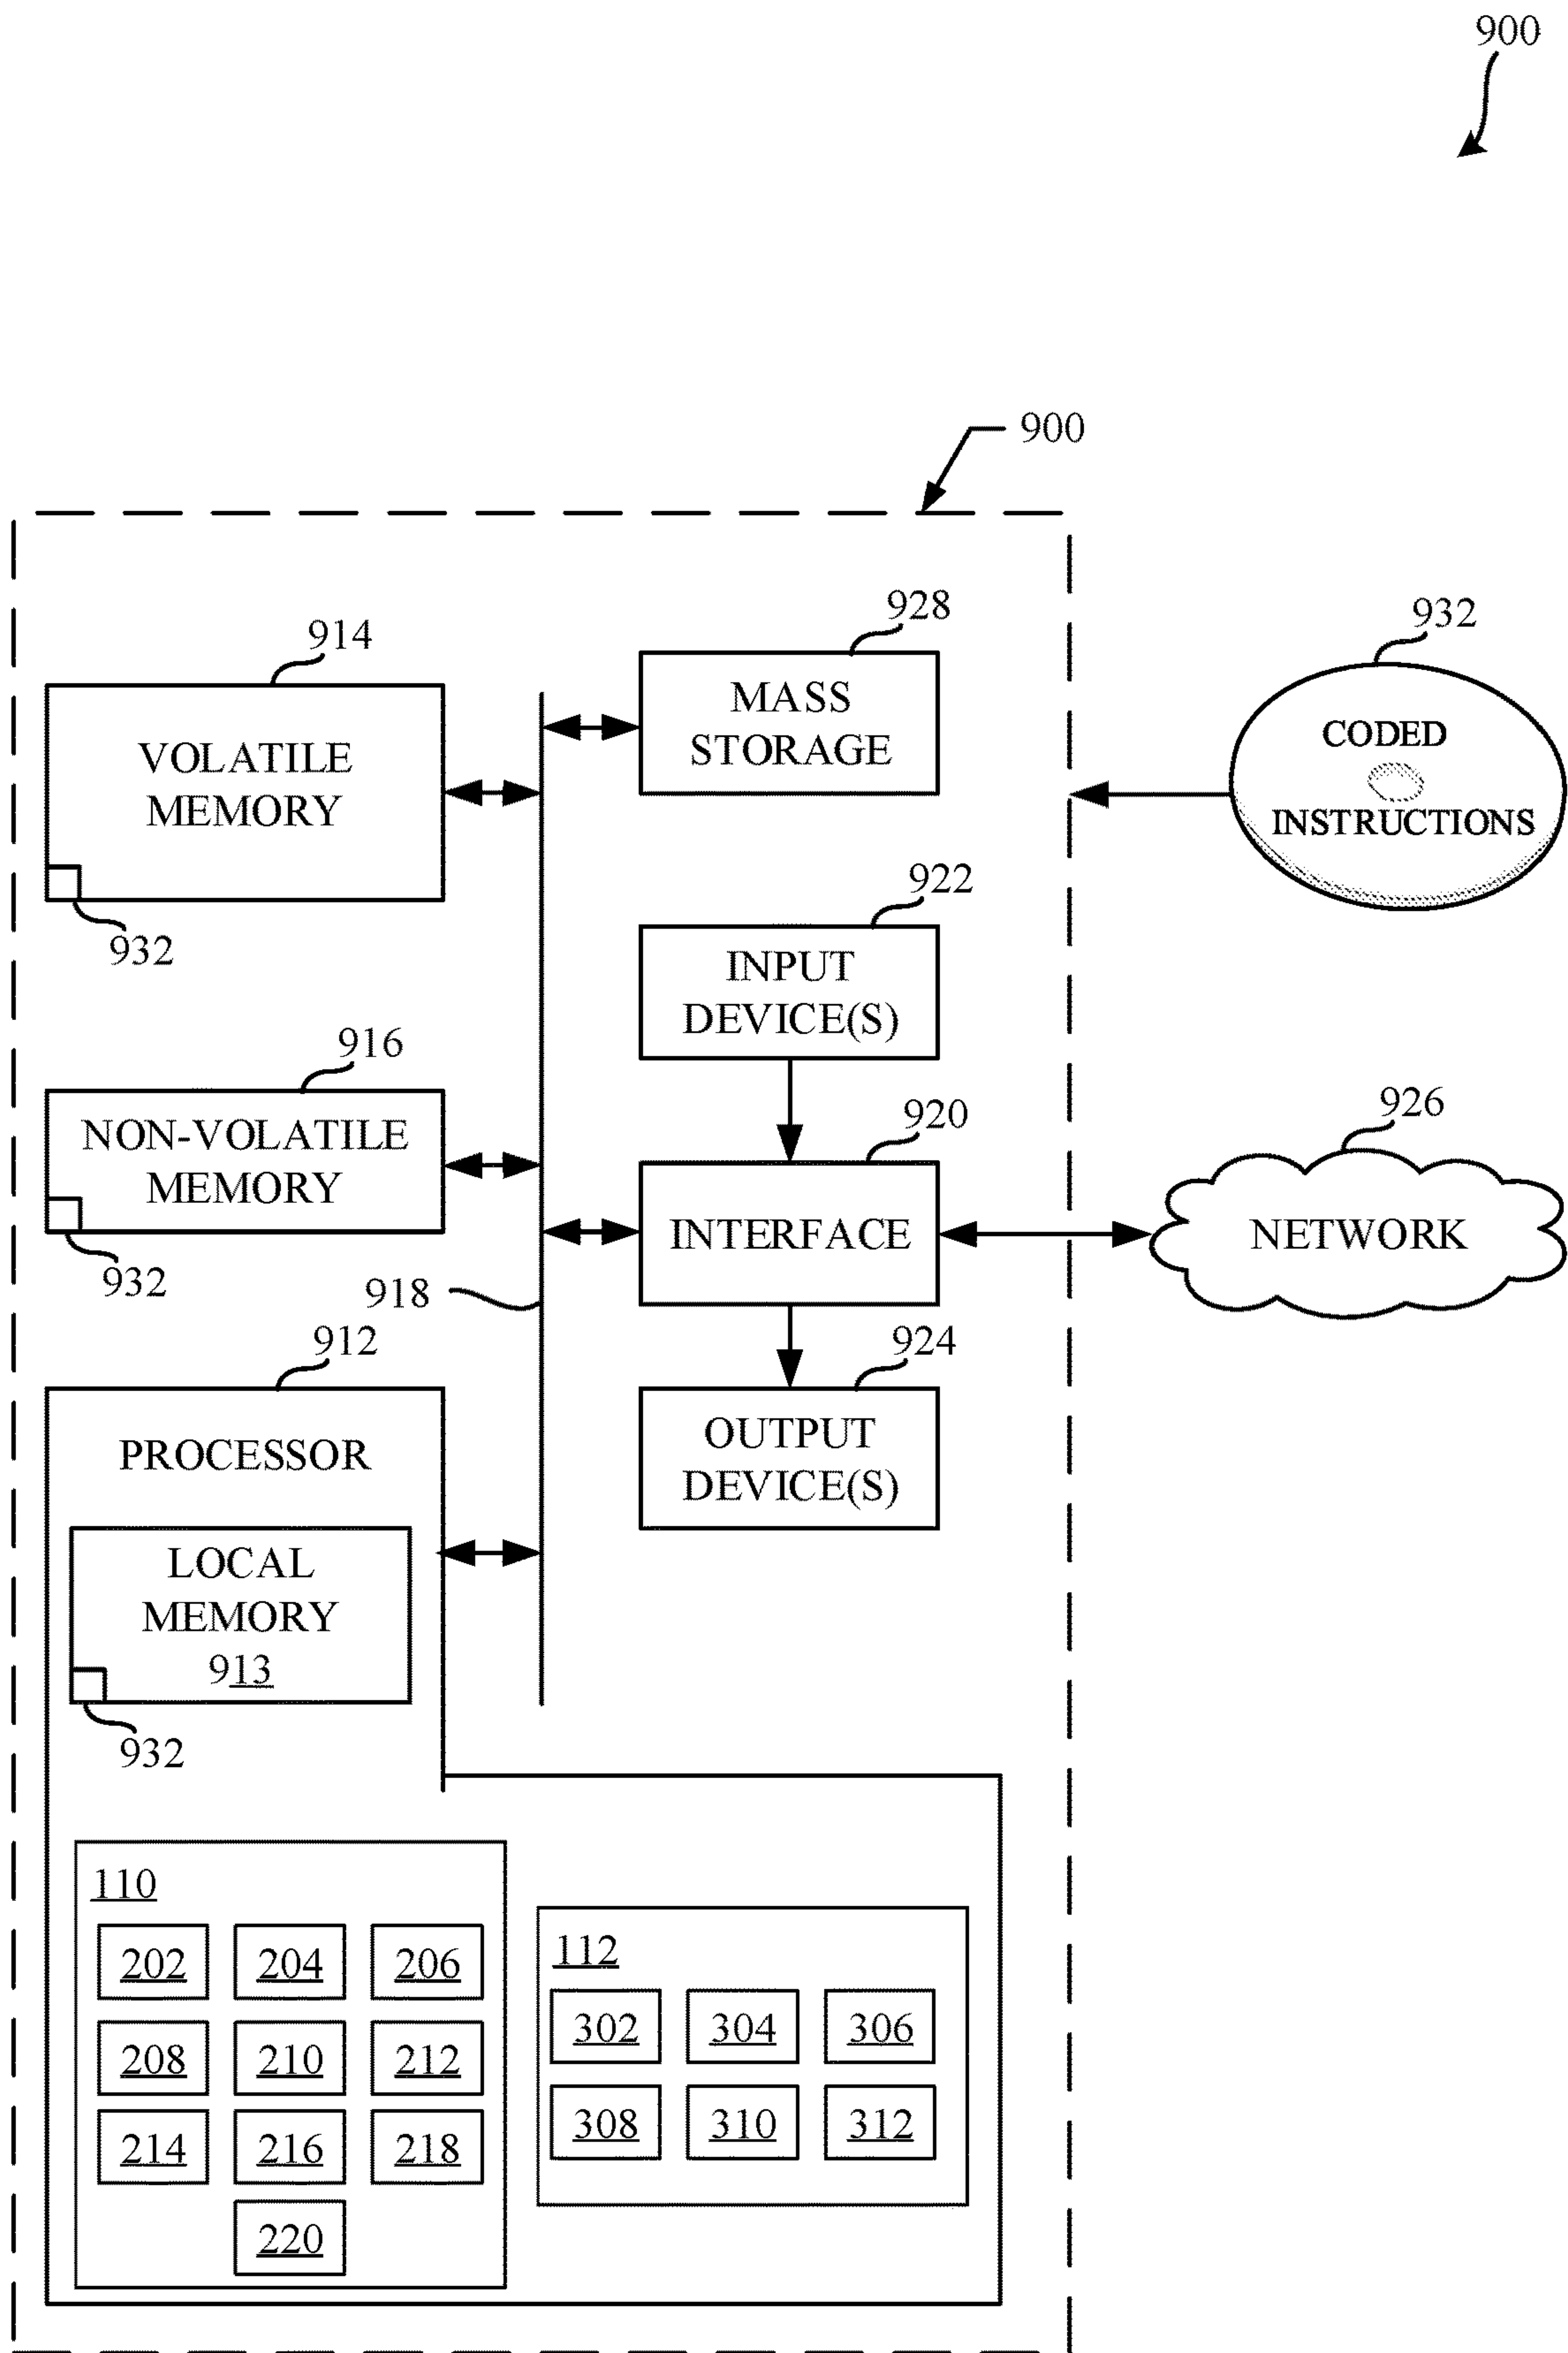 900
900
914
928
932
VOLATILE
MEMORY
MASS
STORAGE
CODED
INSTRUCTIONS
932
922
INPUT
DEVICE(S)
916
NON-VOLATILE
MEMORY
932
920
INTERFACE
926
NETWORK
918
912
PROCESSOR
924
OUTPUT
DEVICE(S)
LOCAL
MEMORY
913
932
110
202 204 206
208 210 212
214 216 218
220
112
302 304 306
308 310 312